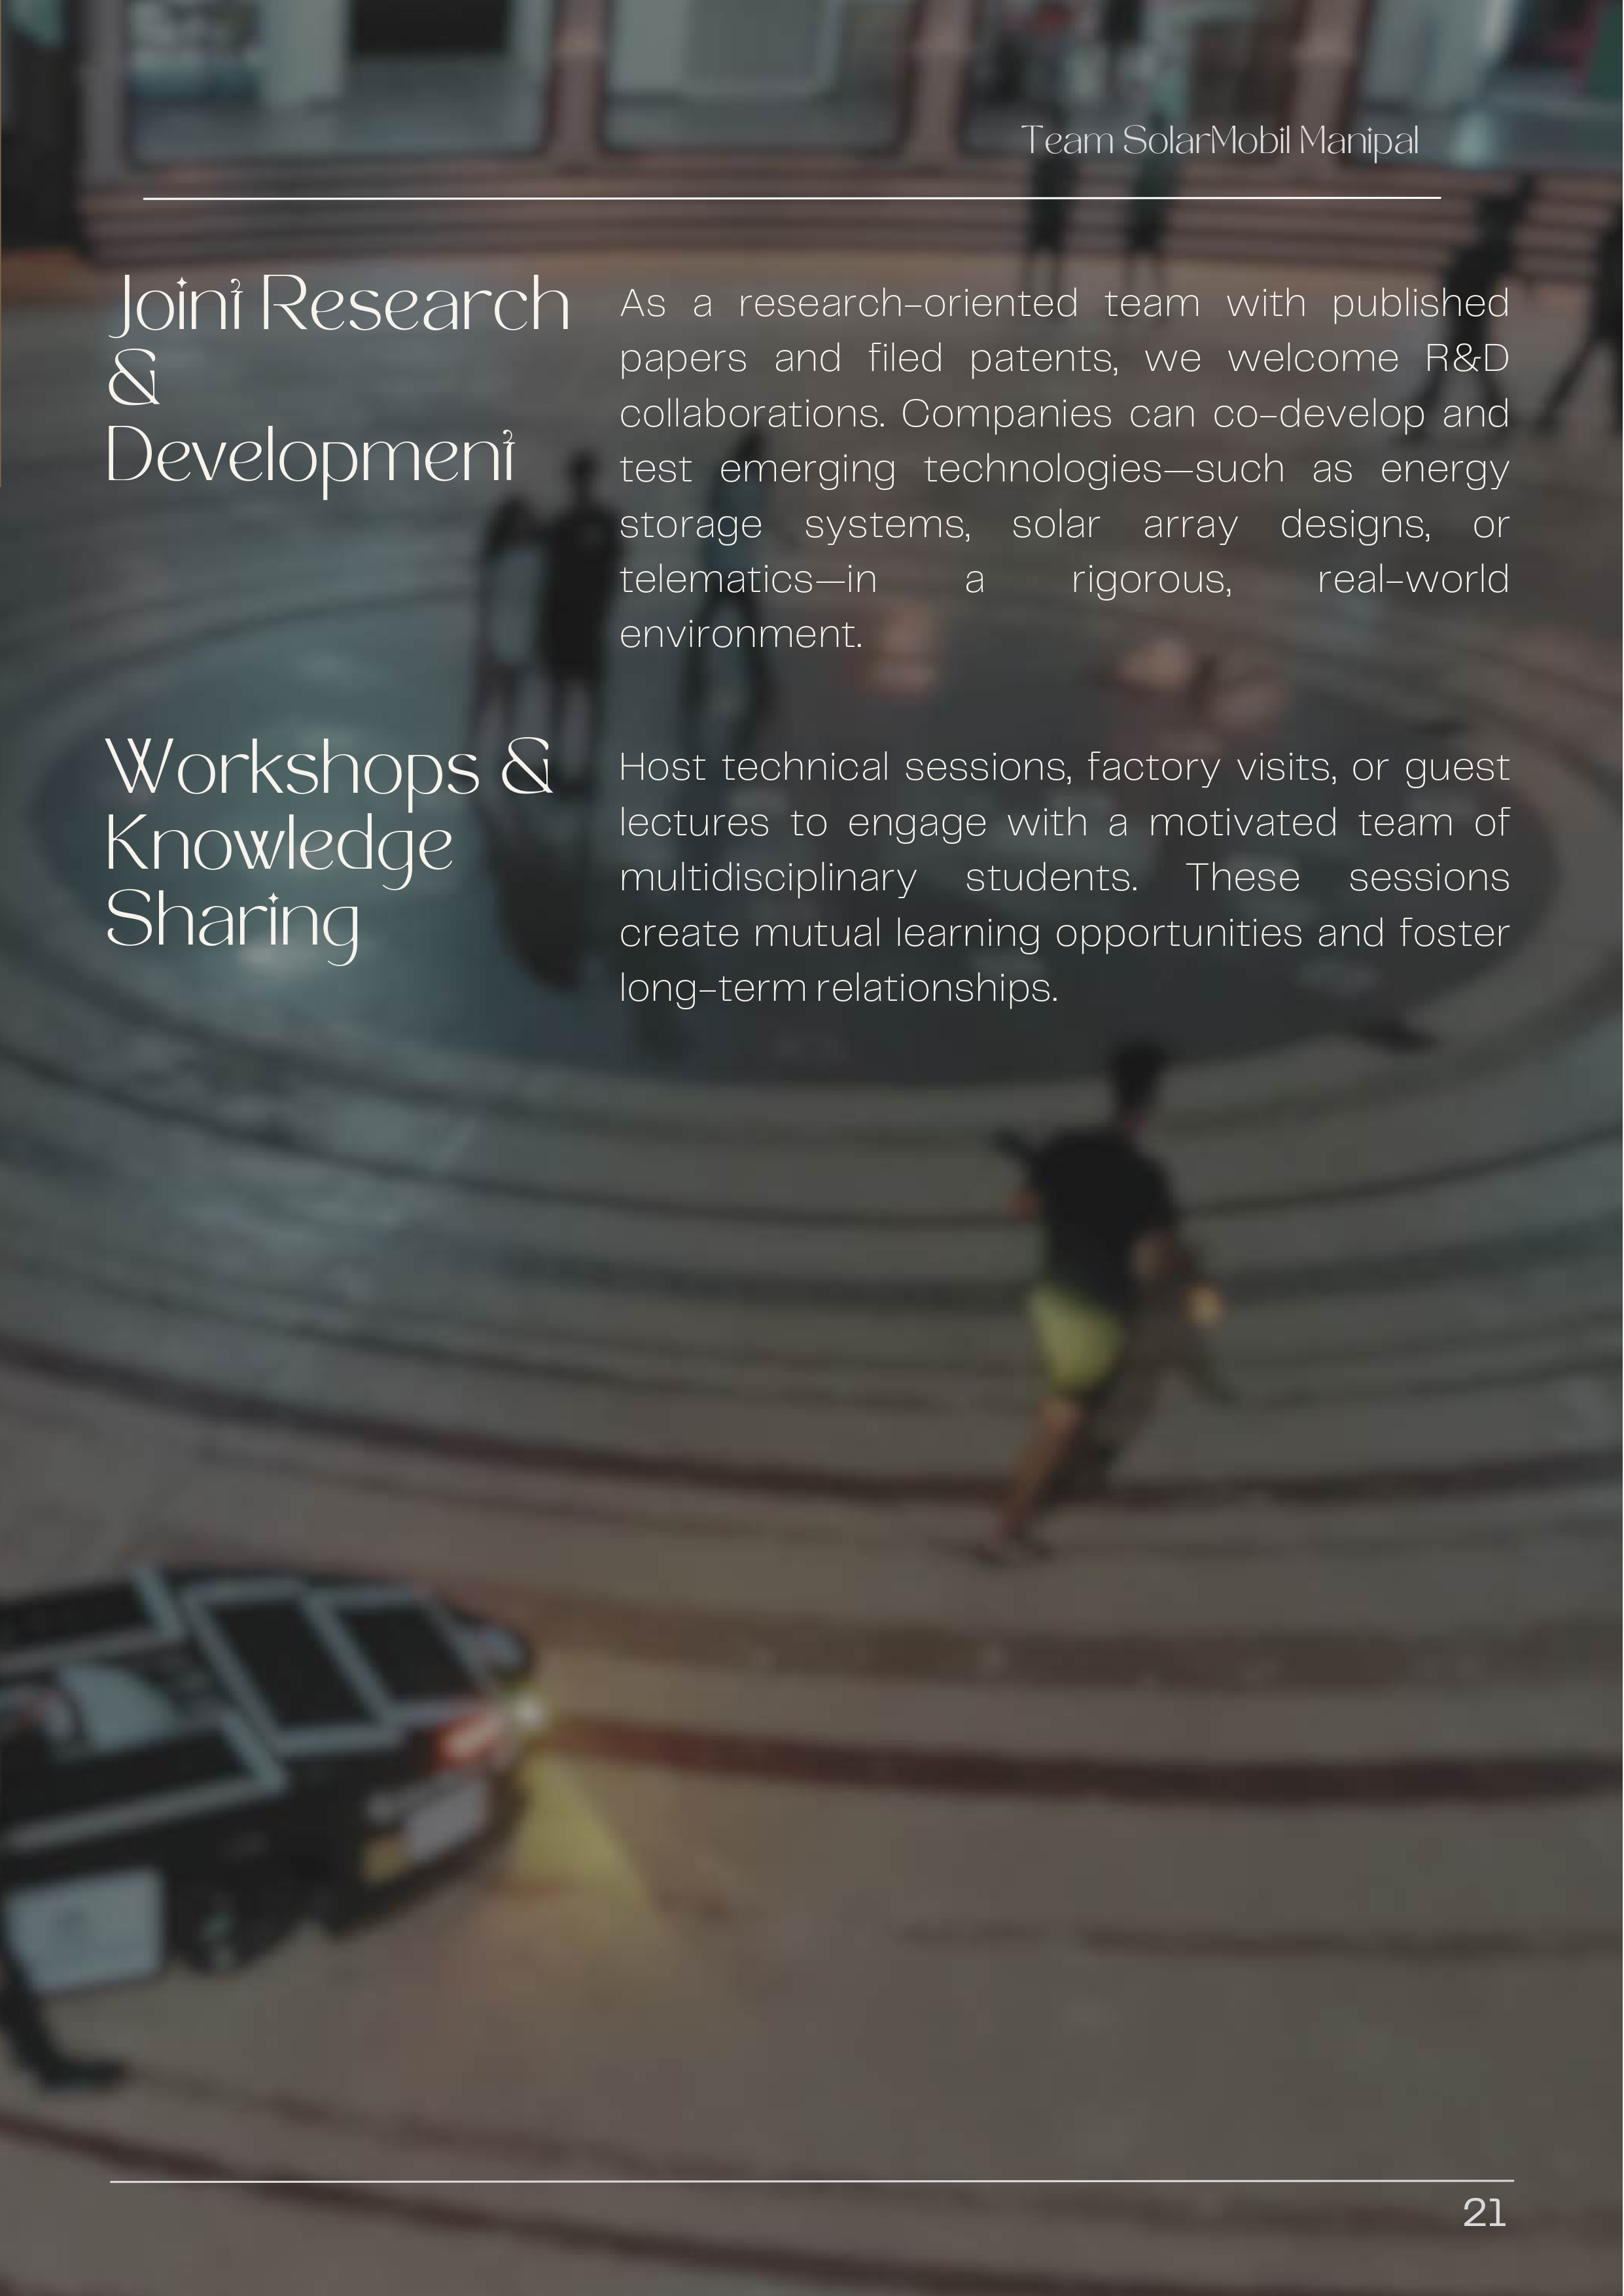 Team SolarMobil Manipal
Joint Research
&
Development
As a research-oriented team with published
papers and filed patents, we welcome R&D
collaborations. Companies can co-develop and
test emerging technologies—such as energy
storage systems, solar array designs, or
telematics—in a rigorous, real-world
environment.
Workshops &
Knowledge
Sharing
Host technical sessions, factory visits, or guest
lectures to engage with a motivated team of
multidisciplinary students. These sessions
create mutual learning opportunities and foster
long-term relationships.
21